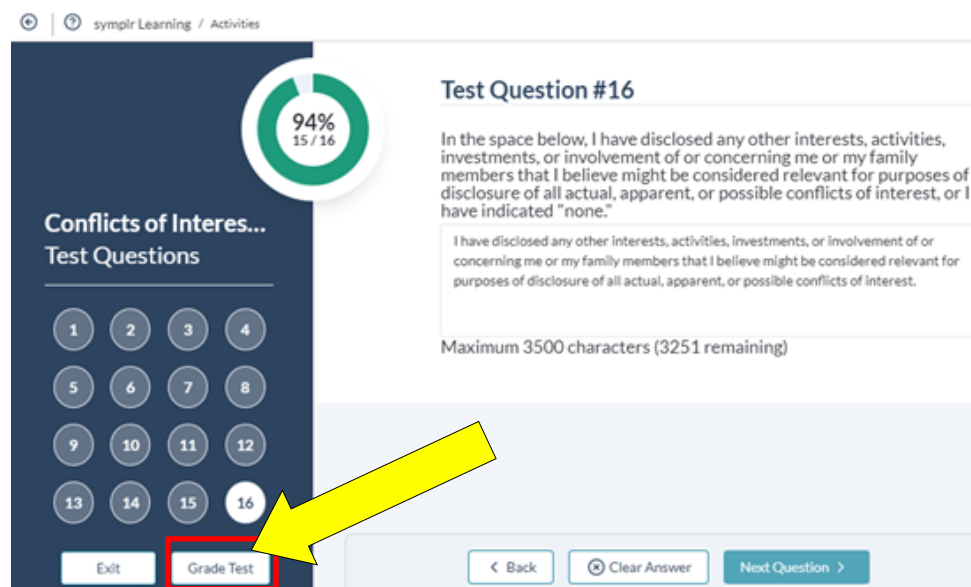 symplr Learning / Activities
94%
15 / 16
Conflicts of Interes...
Test Questions
1 2 3 4
5 6 7 8
9 10 11 12
13 14 15 16
Exit Grade Test
Test Question #16
In the space below, I have disclosed any other interests, activities,
investments, or involvement of or concerning me or my family
members that I believe might be considered relevant for purposes of
disclosure of all actual, apparent, or possible conflicts of interest, or I
have indicated "none."
I have disclosed any other interests, activities, investments, or involvement of or
concerning me or my family members that I believe might be considered relevant for
purposes of disclosure of all actual, apparent, or possible conflicts of interest.
Maximum 3500 characters (3251 remaining)
Back Clear Answer Next Question